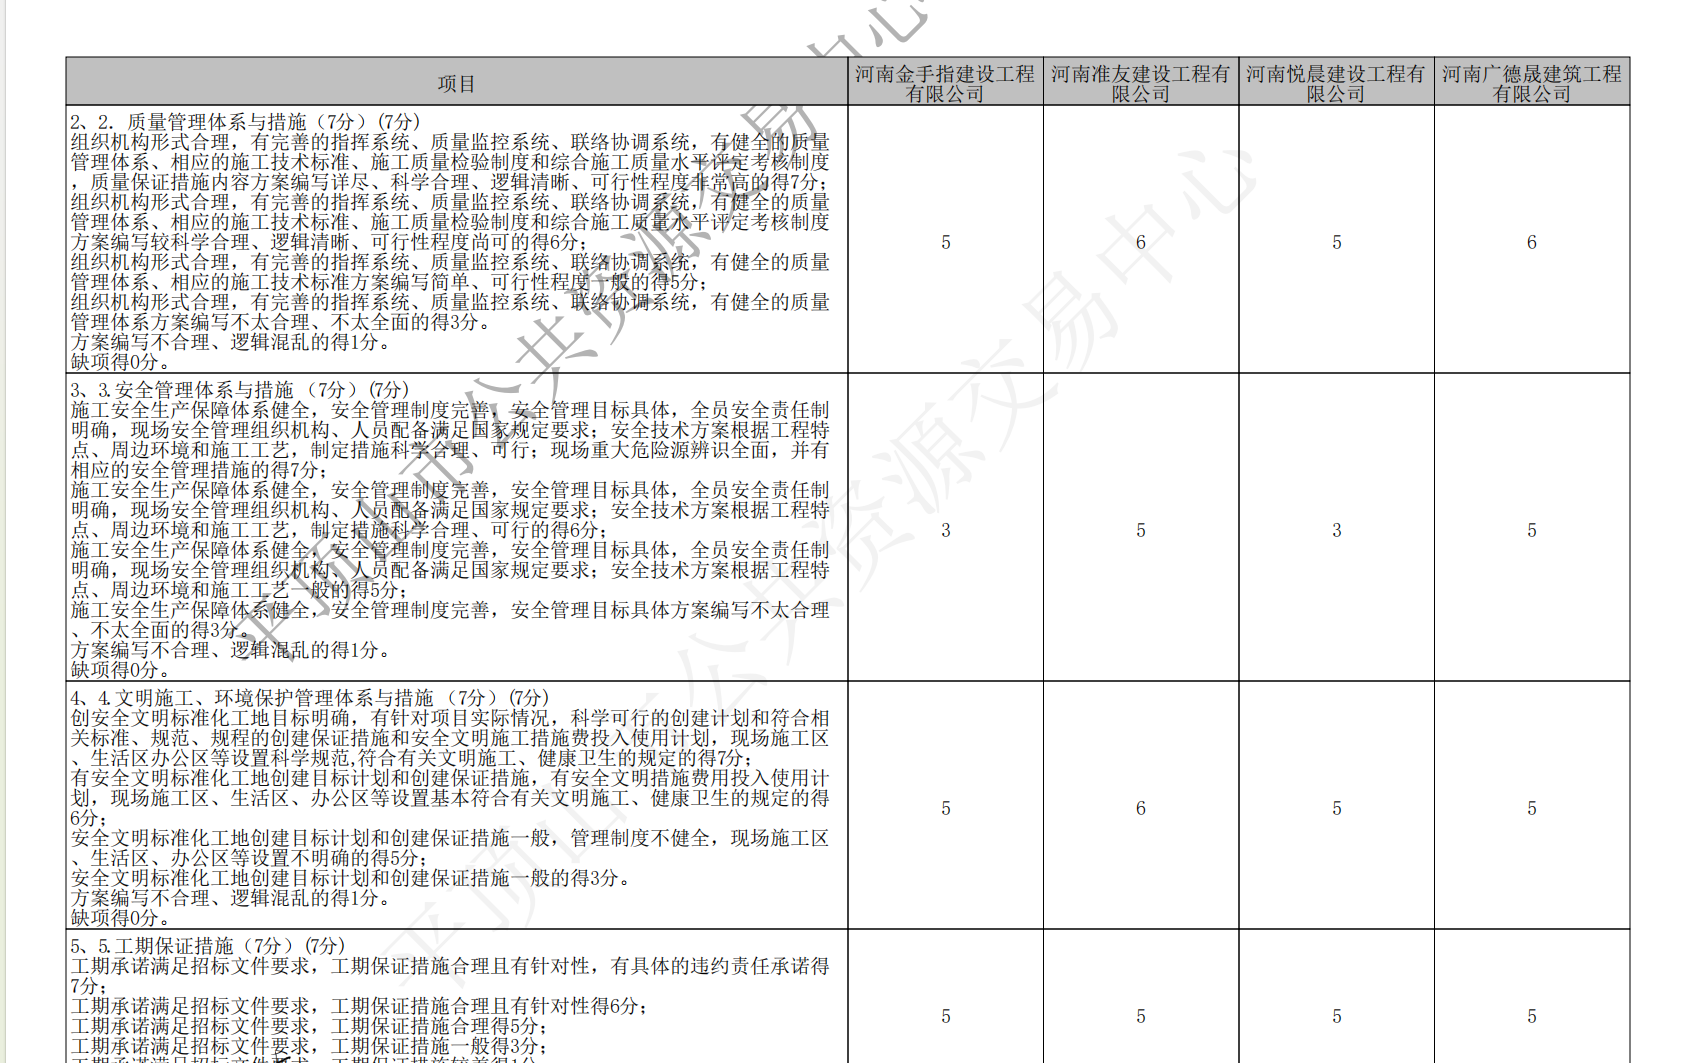 项目
河南金手指建设工程
有限公司
河南准友建设工程有
限公司
河南悦晨建设工程有
限公司
河南广德晟建筑工程
有限公司
2、2. 质量管理体系与措施（7分）(7分)
组织机构形式合理，有完善的指挥系统、质量监控系统、联络协调系统，有健全的质量
管理体系、相应的施工技术标准、施工质量检验制度和综合施工质量水平评定考核制度
，质量保证措施内容方案编写详尽、科学合理、逻辑清晰、可行性程度非常高的得7分；
组织机构形式合理，有完善的指挥系统、质量监控系统、联络协调系统，有健全的质量
管理体系、相应的施工技术标准、施工质量检验制度和综合施工质量水平评定考核制度
方案编写较科学合理、逻辑清晰、可行性程度尚可的得6分；
组织机构形式合理，有完善的指挥系统、质量监控系统、联络协调系统，有健全的质量
管理体系、相应的施工技术标准方案编写简单、可行性程度一般的得5分；
组织机构形式合理，有完善的指挥系统、质量监控系统、联络协调系统，有健全的质量
管理体系方案编写不太合理、不太全面的得3分。
方案编写不合理、逻辑混乱的得1分。
缺项得0分。
5
6
5
6
3、3.安全管理体系与措施 （7分）(7分)
施工安全生产保障体系健全，安全管理制度完善，安全管理目标具体，全员安全责任制
明确，现场安全管理组织机构、人员配备满足国家规定要求；安全技术方案根据工程特
点、周边环境和施工工艺，制定措施科学合理、可行；现场重大危险源辨识全面，并有
相应的安全管理措施的得7分；
施工安全生产保障体系健全，安全管理制度完善，安全管理目标具体，全员安全责任制
明确，现场安全管理组织机构、人员配备满足国家规定要求；安全技术方案根据工程特
点、周边环境和施工工艺，制定措施科学合理、可行的得6分；
施工安全生产保障体系健全，安全管理制度完善，安全管理目标具体，全员安全责任制
明确，现场安全管理组织机构、人员配备满足国家规定要求；安全技术方案根据工程特
点、周边环境和施工工艺一般的得5分；
施工安全生产保障体系健全，安全管理制度完善，安全管理目标具体方案编写不太合理
、不太全面的得3分。
方案编写不合理、逻辑混乱的得1分。
缺项得0分。
3
5
3
5
4、4.文明施工、环境保护管理体系与措施 （7分）(7分)
创安全文明标准化工地目标明确，有针对项目实际情况，科学可行的创建计划和符合相
关标准、规范、规程的创建保证措施和安全文明施工措施费投入使用计划，现场施工区
、生活区办公区等设置科学规范,符合有关文明施工、健康卫生的规定的得7分；
有安全文明标准化工地创建目标计划和创建保证措施，有安全文明措施费用投入使用计
划，现场施工区、生活区、办公区等设置基本符合有关文明施工、健康卫生的规定的得
6分；
安全文明标准化工地创建目标计划和创建保证措施一般，管理制度不健全，现场施工区
、生活区、办公区等设置不明确的得5分；
安全文明标准化工地创建目标计划和创建保证措施一般的得3分。
方案编写不合理、逻辑混乱的得1分。
缺项得0分。
5
6
5
5
5、5.工期保证措施（7分）(7分)
工期承诺满足招标文件要求，工期保证措施合理且有针对性，有具体的违约责任承诺得
7分；
工期承诺满足招标文件要求，工期保证措施合理且有针对性得6分；
工期承诺满足招标文件要求，工期保证措施合理得5分；
工期承诺满足招标文件要求，工期保证措施一般得3分；
5
5
5
5
平顶山市公共资源交易中心
平顶山市公共资源交易中心